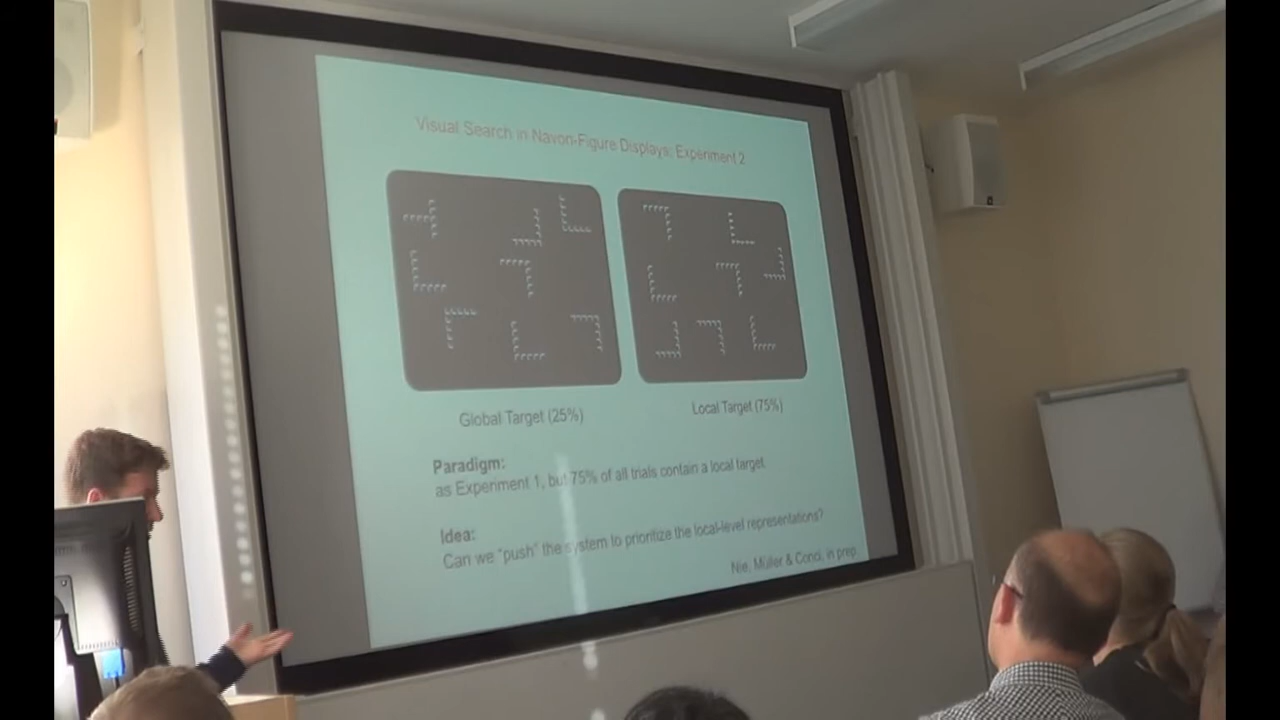 Visual Search in Navon-Figure Displays: Experiment 2
Global Target (25%)
Local Target (75%)
Paradigm:
as Experiment 1, but 75% of all trials contain a local target.
Idea:
Can we "push" the system to prioritize the local-level representations?
Nie, Müller & Conci, in prep